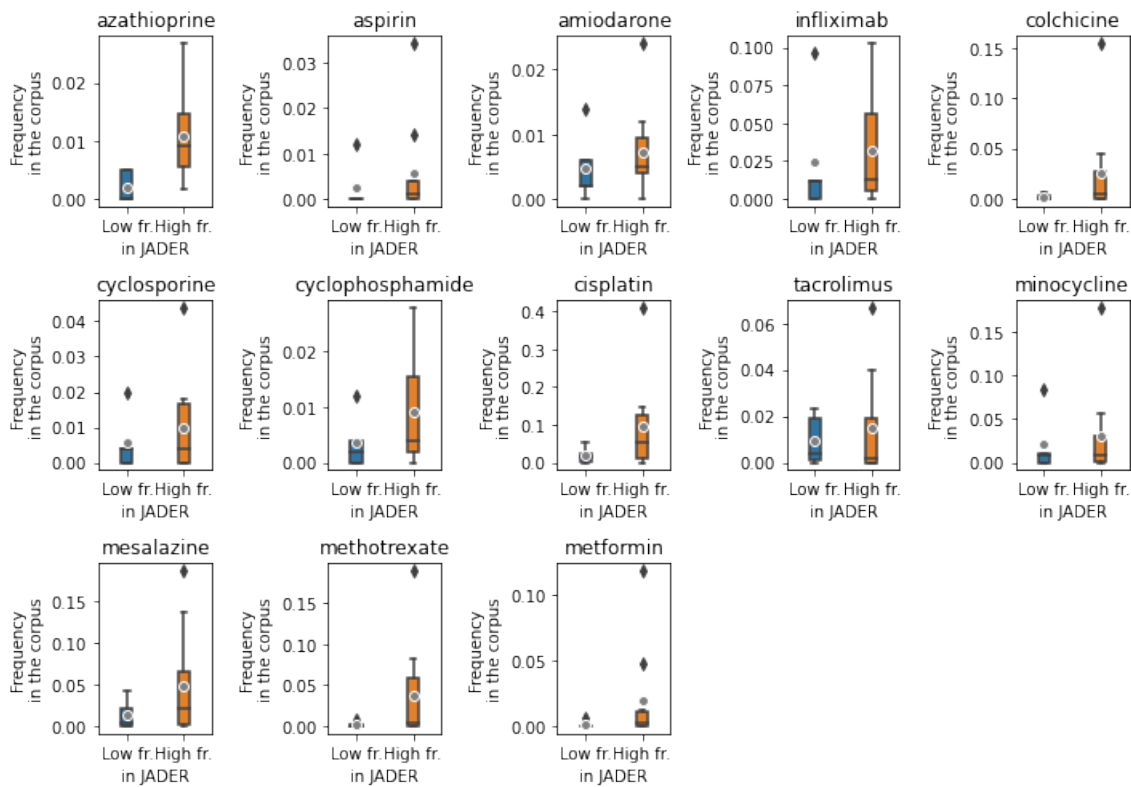 azathioprine
aspirin
amiodarone
infliximab
colchicine
Frequency
in the corpus
0.02
0.01
0.00
Low fr. High fr.
in JADER
Frequency
in the corpus
0.03
0.02
0.01
0.00
Low fr. High fr.
in JADER
Frequency
in the corpus
0.02
0.01
0.00
Low fr. High fr.
in JADER
Frequency
in the corpus
0.100
0.075
0.050
0.025
0.000
Low fr. High fr.
in JADER
Frequency
in the corpus
0.15
0.10
0.05
0.00
Low fr. High fr.
in JADER
cyclosporine
cyclophosphamide
cisplatin
tacrolimus
minocycline
Frequency
in the corpus
0.04
0.03
0.02
0.01
0.00
Low fr. High fr.
in JADER
Frequency
in the corpus
0.02
0.01
0.00
Low fr. High fr.
in JADER
Frequency
in the corpus
0.4
0.3
0.2
0.1
0.0
Low fr. High fr.
in JADER
Frequency
in the corpus
0.06
0.04
0.02
0.00
Low fr. High fr.
in JADER
Frequency
in the corpus
0.15
0.10
0.05
0.00
Low fr. High fr.
in JADER
mesalazine
methotrexate
metformin
Frequency
in the corpus
0.15
0.10
0.05
0.00
Low fr. High fr.
in JADER
Frequency
in the corpus
0.15
0.10
0.05
0.00
Low fr. High fr.
in JADER
Frequency
in the corpus
0.10
0.05
0.00
Low fr. High fr.
in JADER